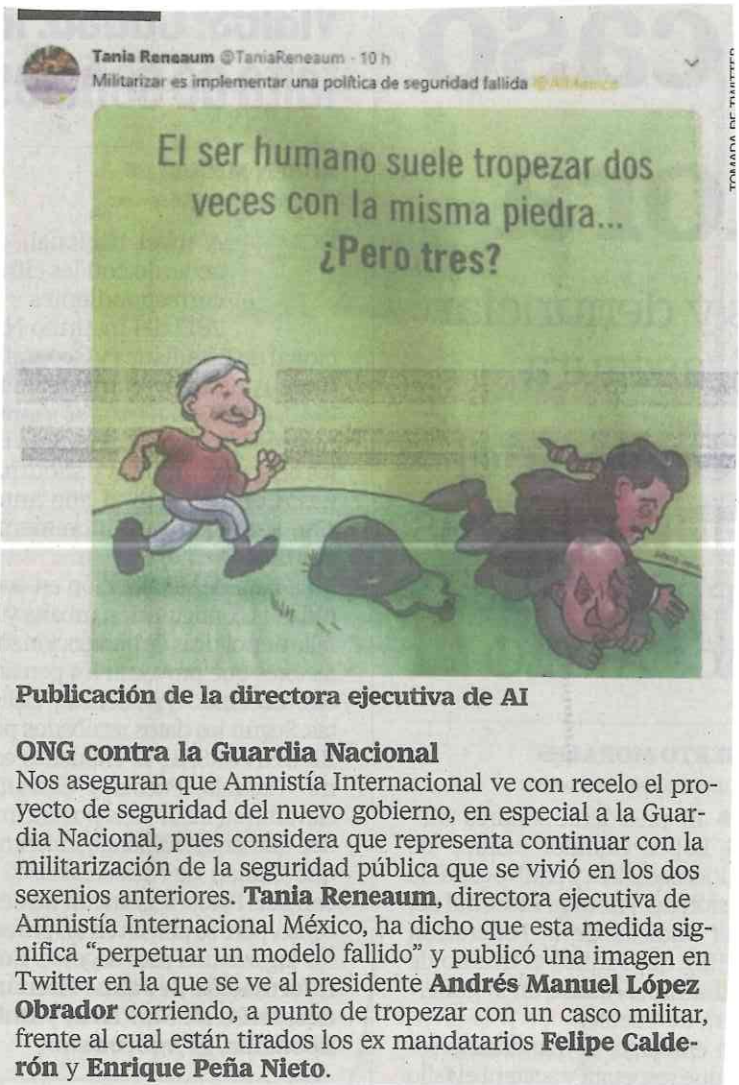 Tania Reneaum @TaniaReneaum · 10 h
Militarizar es implementar una política de seguridad fallida @AIMexico
TOMADA DE TWITTER
El ser humano suele tropezar dos
veces con la misma piedra...
¿Pero tres?
Publicación de la directora ejecutiva de AI
ONG contra la Guardia Nacional
Nos aseguran que Amnistía Internacional ve con recelo el pro-
yecto de seguridad del nuevo gobierno, en especial a la Guar-
dia Nacional, pues considera que representa continuar con la
militarización de la seguridad pública que se vivió en los dos
sexenios anteriores. Tania Reneaum, directora ejecutiva de
Amnistía Internacional México, ha dicho que esta medida sig-
nifica “perpetuar un modelo fallido” y publicó una imagen en
Twitter en la que se ve al presidente Andrés Manuel López
Obrador corriendo, a punto de tropezar con un casco militar,
frente al cual están tirados los ex mandatarios Felipe Calde-
rón y Enrique Peña Nieto.